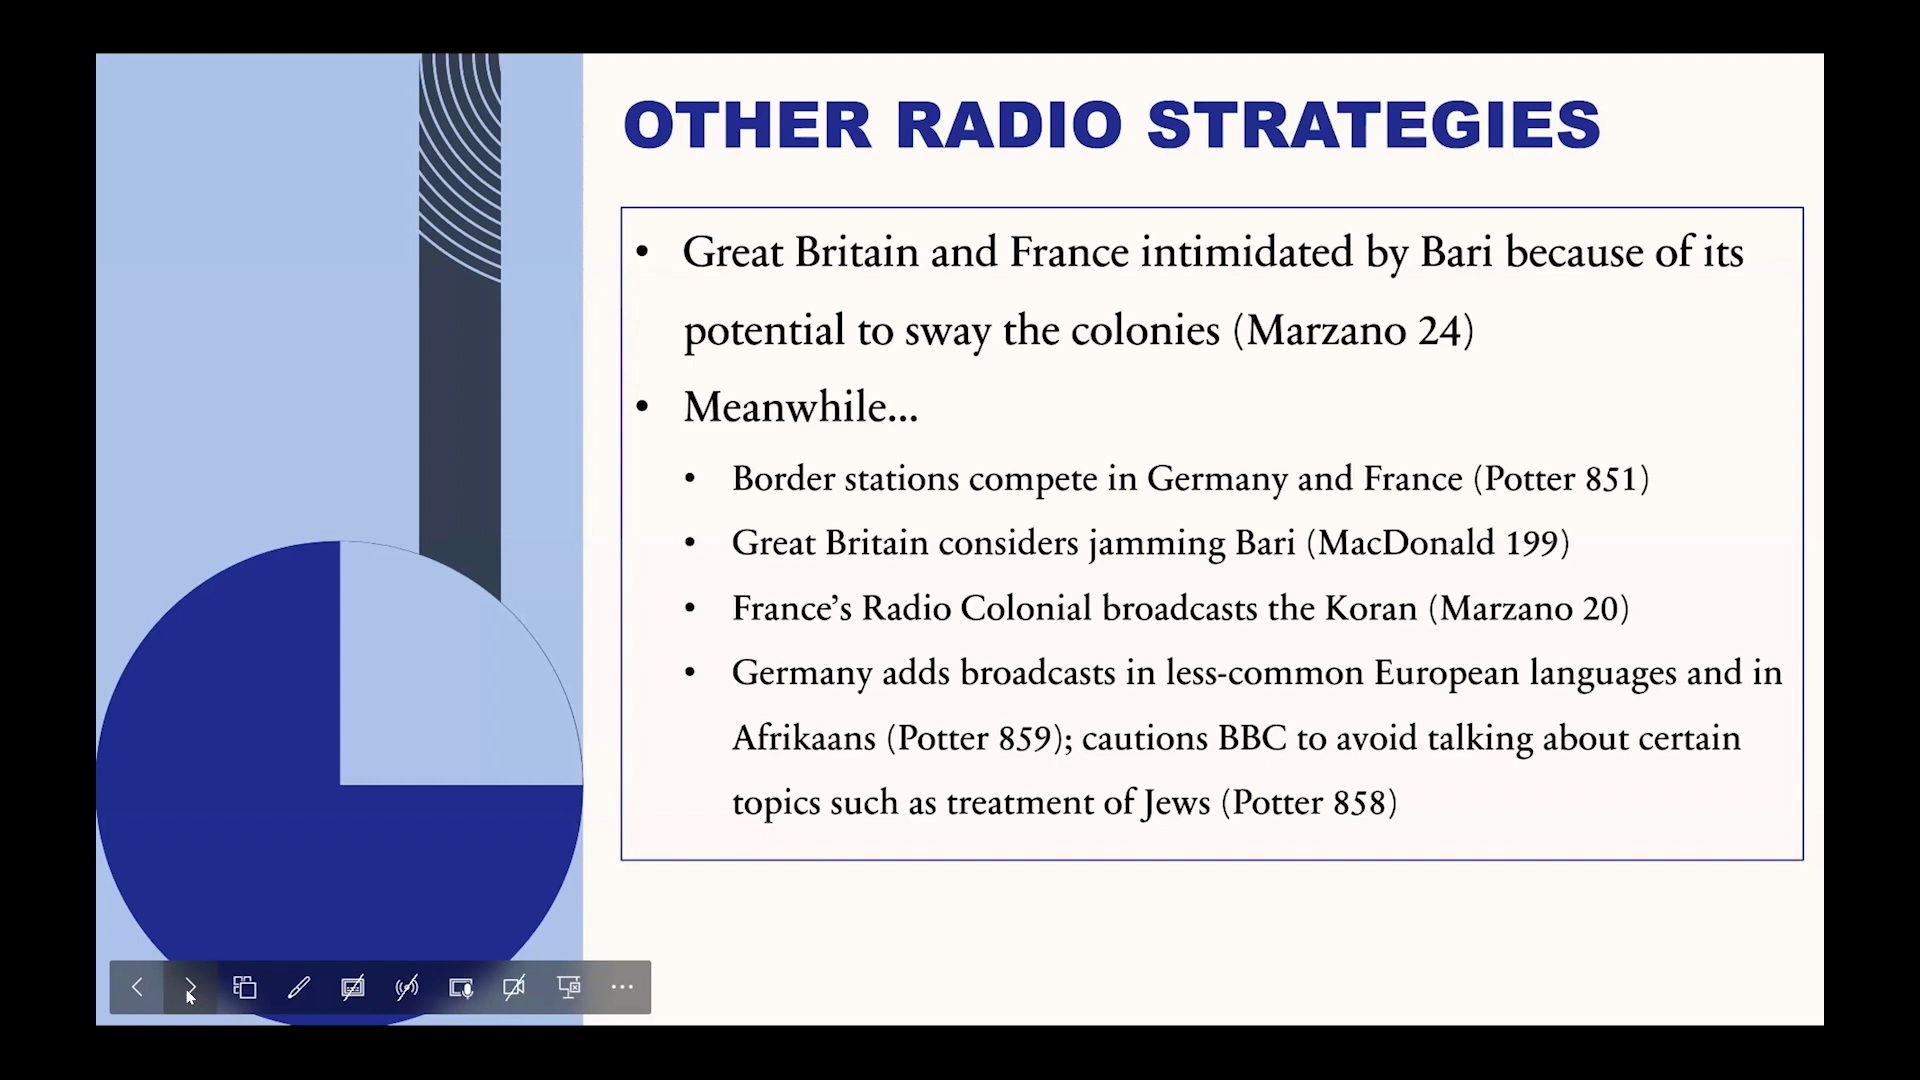 OTHER RADIO STRATEGIES
• Great Britain and France intimidated by Bari because of its
potential to sway the colonies (Marzano 24)
• Meanwhile...
• Border stations compete in Germany and France (Potter 851)
• Great Britain considers jamming Bari (MacDonald 199)
• France’s Radio Colonial broadcasts the Koran (Marzano 20)
• Germany adds broadcasts in less-common European languages and in
Afrikaans (Potter 859); cautions BBC to avoid talking about certain
topics such as treatment of Jews (Potter 858)